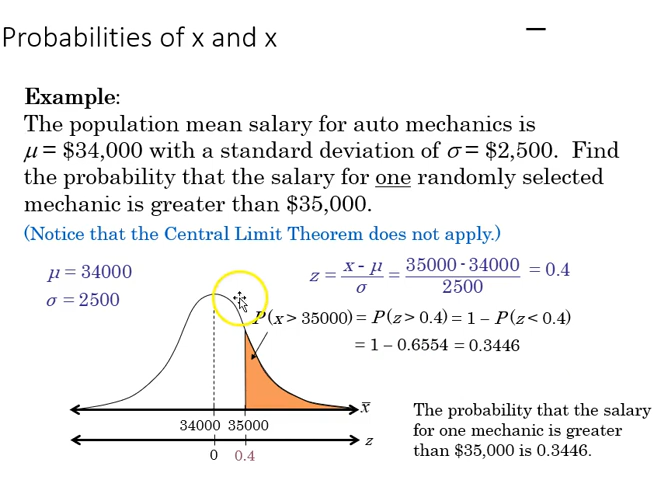 Probabilities of x and x
Example:
The population mean salary for auto mechanics is
μ = $34,000 with a standard deviation of σ = $2,500. Find
the probability that the salary for one randomly selected
mechanic is greater than $35,000.
(Notice that the Central Limit Theorem does not apply.)
μ = 34000
σ = 2500
z = x - μ / σ = 35000 - 34000 / 2500 = 0.4
P(x > 35000) = P(z > 0.4) = 1 − P(z < 0.4)
= 1 − 0.6554 = 0.3446
x̅
34000 35000
z
0 0.4
The probability that the salary
for one mechanic is greater
than $35,000 is 0.3446.